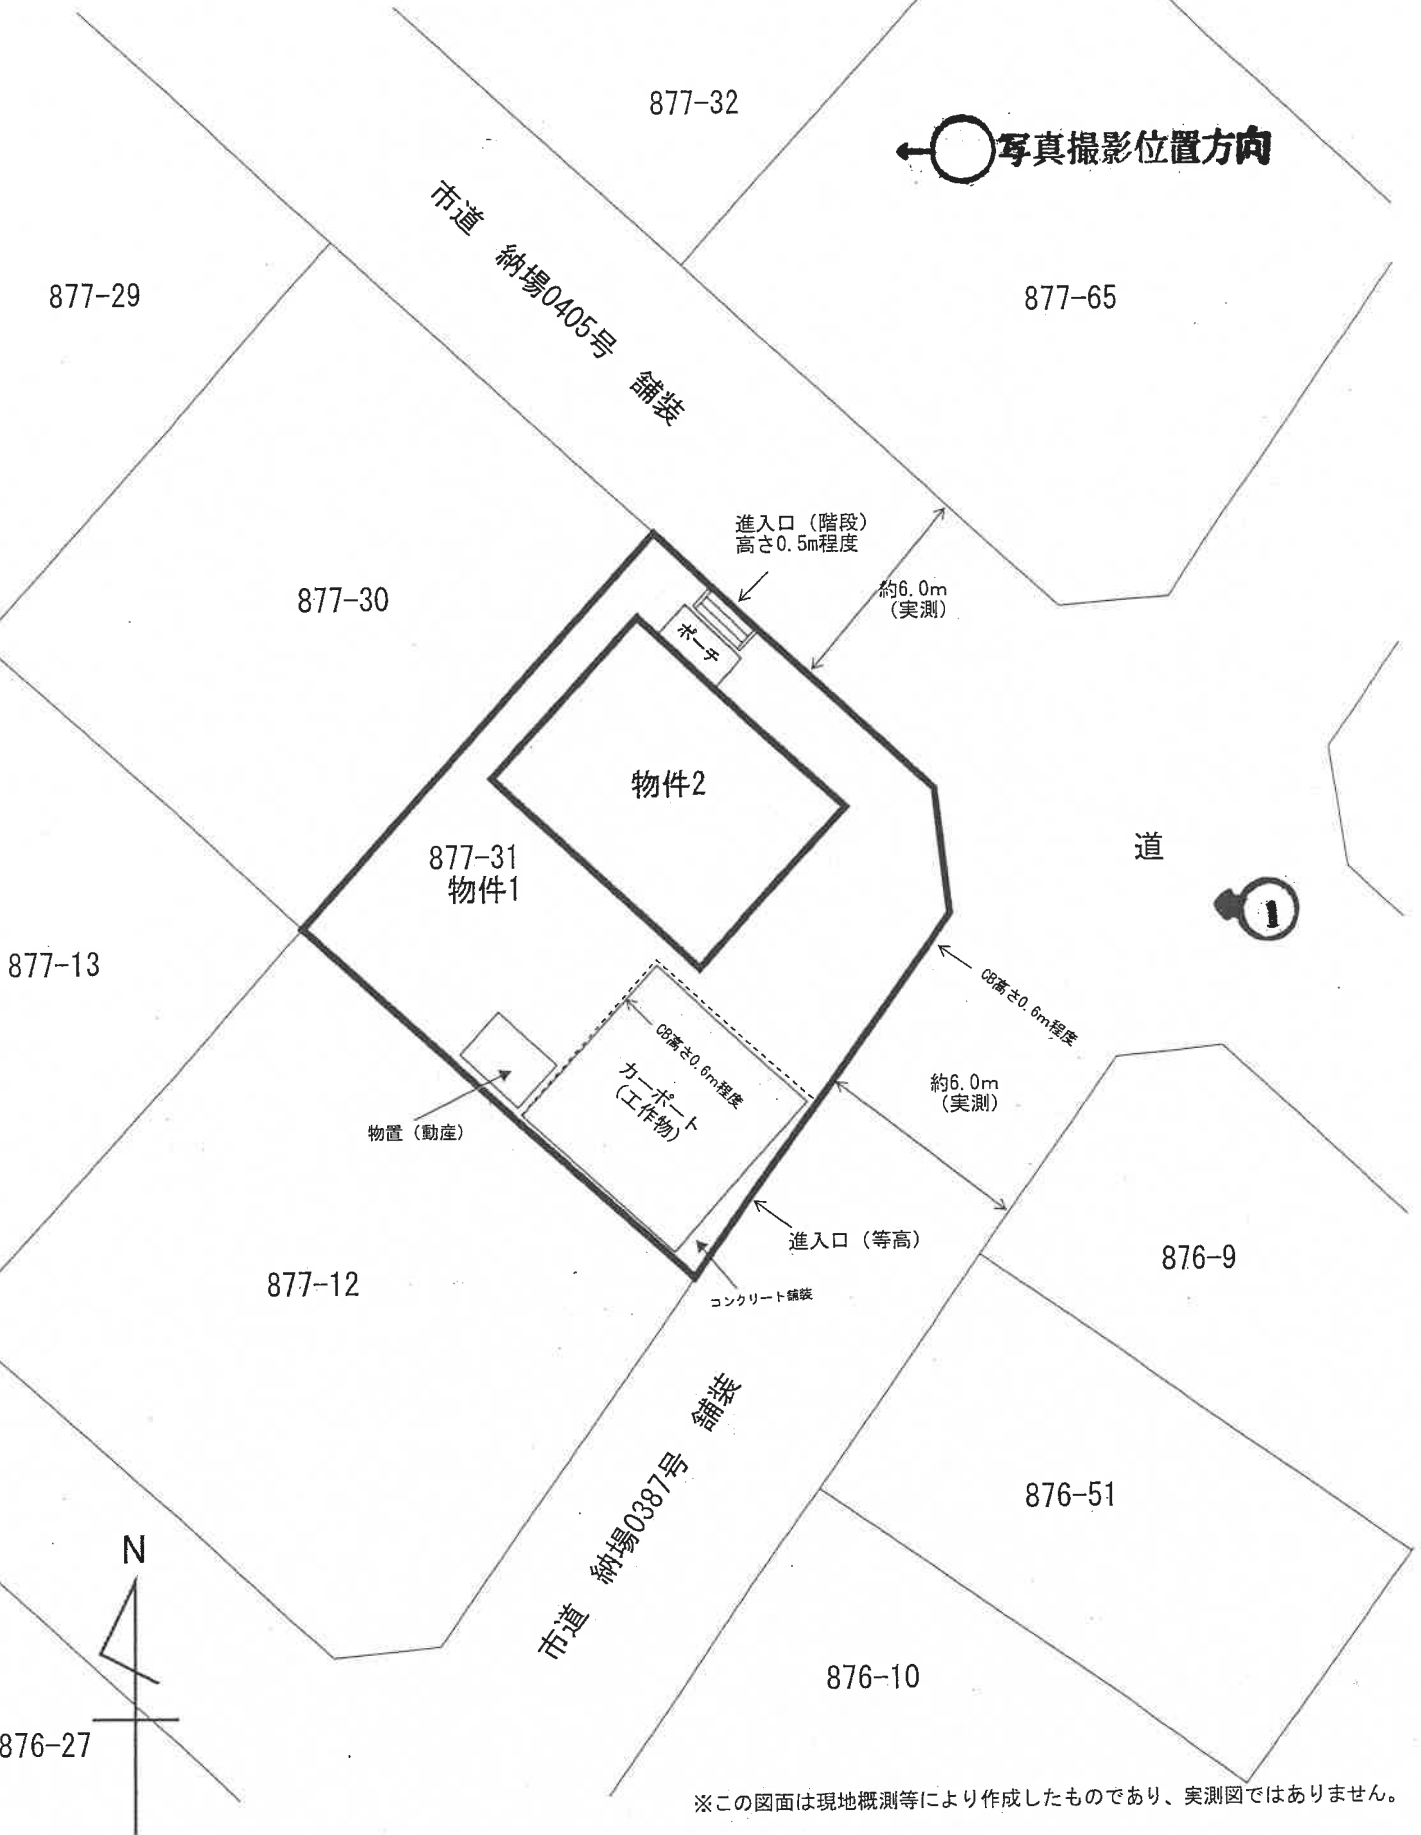 877-32
写真撮影位置方向
市道　納場0405号　舗装
877-29
877-65
進入口（階段）
高さ0.5m程度
約6.0m
（実測）
877-30
ポーチ
物件2
道
877-31
物件1
1
877-13
CB高さ0.6m程度
CB高さ0.6m程度
カーポート
（工作物）
約6.0m
（実測）
物置（動産）
進入口（等高）
876-9
877-12
コンクリート舗装
市道　納場0387号　舗装
876-51
N
876-10
876-27
※この図面は現地概測等により作成したものであり、実測図ではありません。